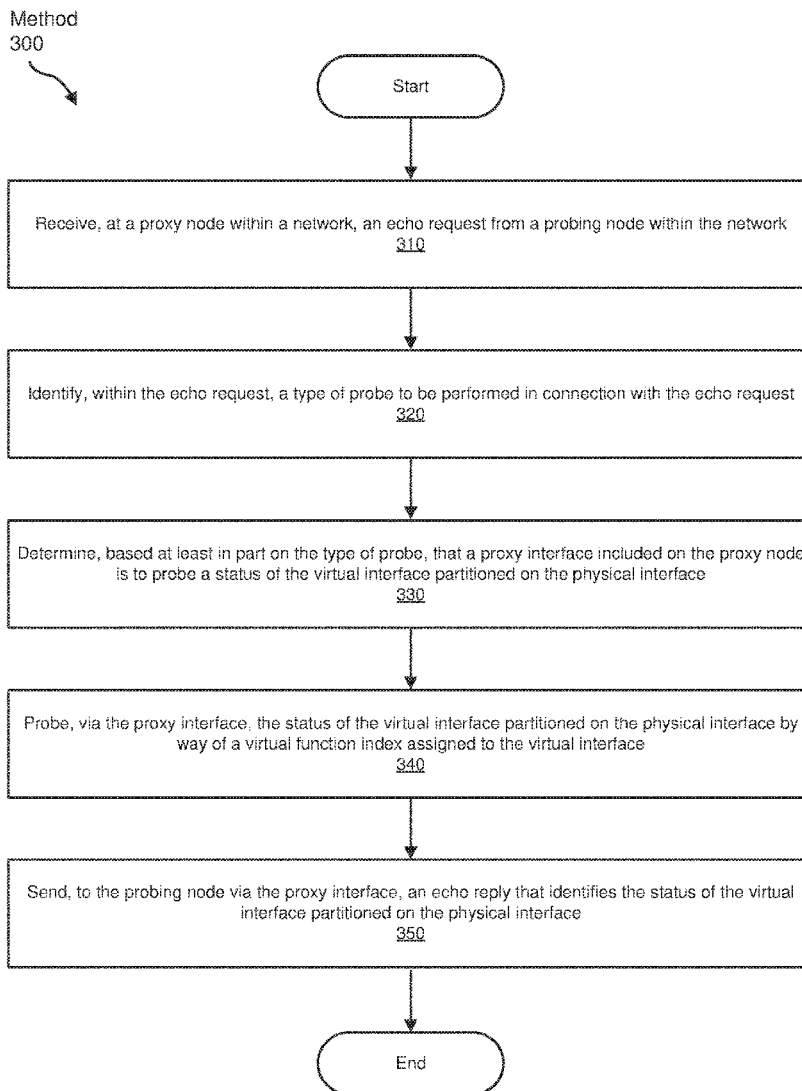 Method
300
Start
Receive, at a proxy node within a network, an echo request from a probing node within the network
310
Identify, within the echo request, a type of probe to be performed in connection with the echo request
320
Determine, based at least in part on the type of probe, that a proxy interface included on the proxy node
is to probe a status of the virtual interface partitioned on the physical interface
330
Probe, via the proxy interface, the status of the virtual interface partitioned on the physical interface by
way of a virtual function index assigned to the virtual interface
340
Send, to the probing node via the proxy interface, an echo reply that identifies the status of the virtual
interface partitioned on the physical interface
350
End